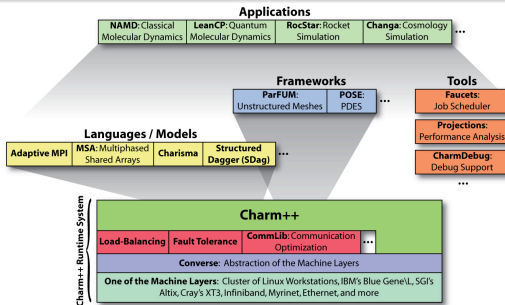 Applications
NAMD: Classical
Molecular Dynamics
LeanCP: Quantum
Molecular Dynamics
RocStar: Rocket
Simulation
Changa: Cosmology
Simulation
...
Frameworks
ParFUM:
Unstructured Meshes
POSE:
PDES
...
Tools
Faucets:
Job Scheduler
Projections:
Performance Analysis
CharmDebug:
Debug Support
...
Languages / Models
Adaptive MPI
MSA: Multiphased
Shared Arrays
Charisma
Structured
Dagger (SDag)
...
Charm++ Runtime System
Charm++
Load-Balancing
Fault Tolerance
CommLib: Communication
Optimization
...
Converse: Abstraction of the Machine Layers
One of the Machine Layers: Cluster of Linux Workstations, IBM's Blue Gene\L, SGI's
Altix, Cray's XT3, Infiniband, Myrinet, Ethernet, and more